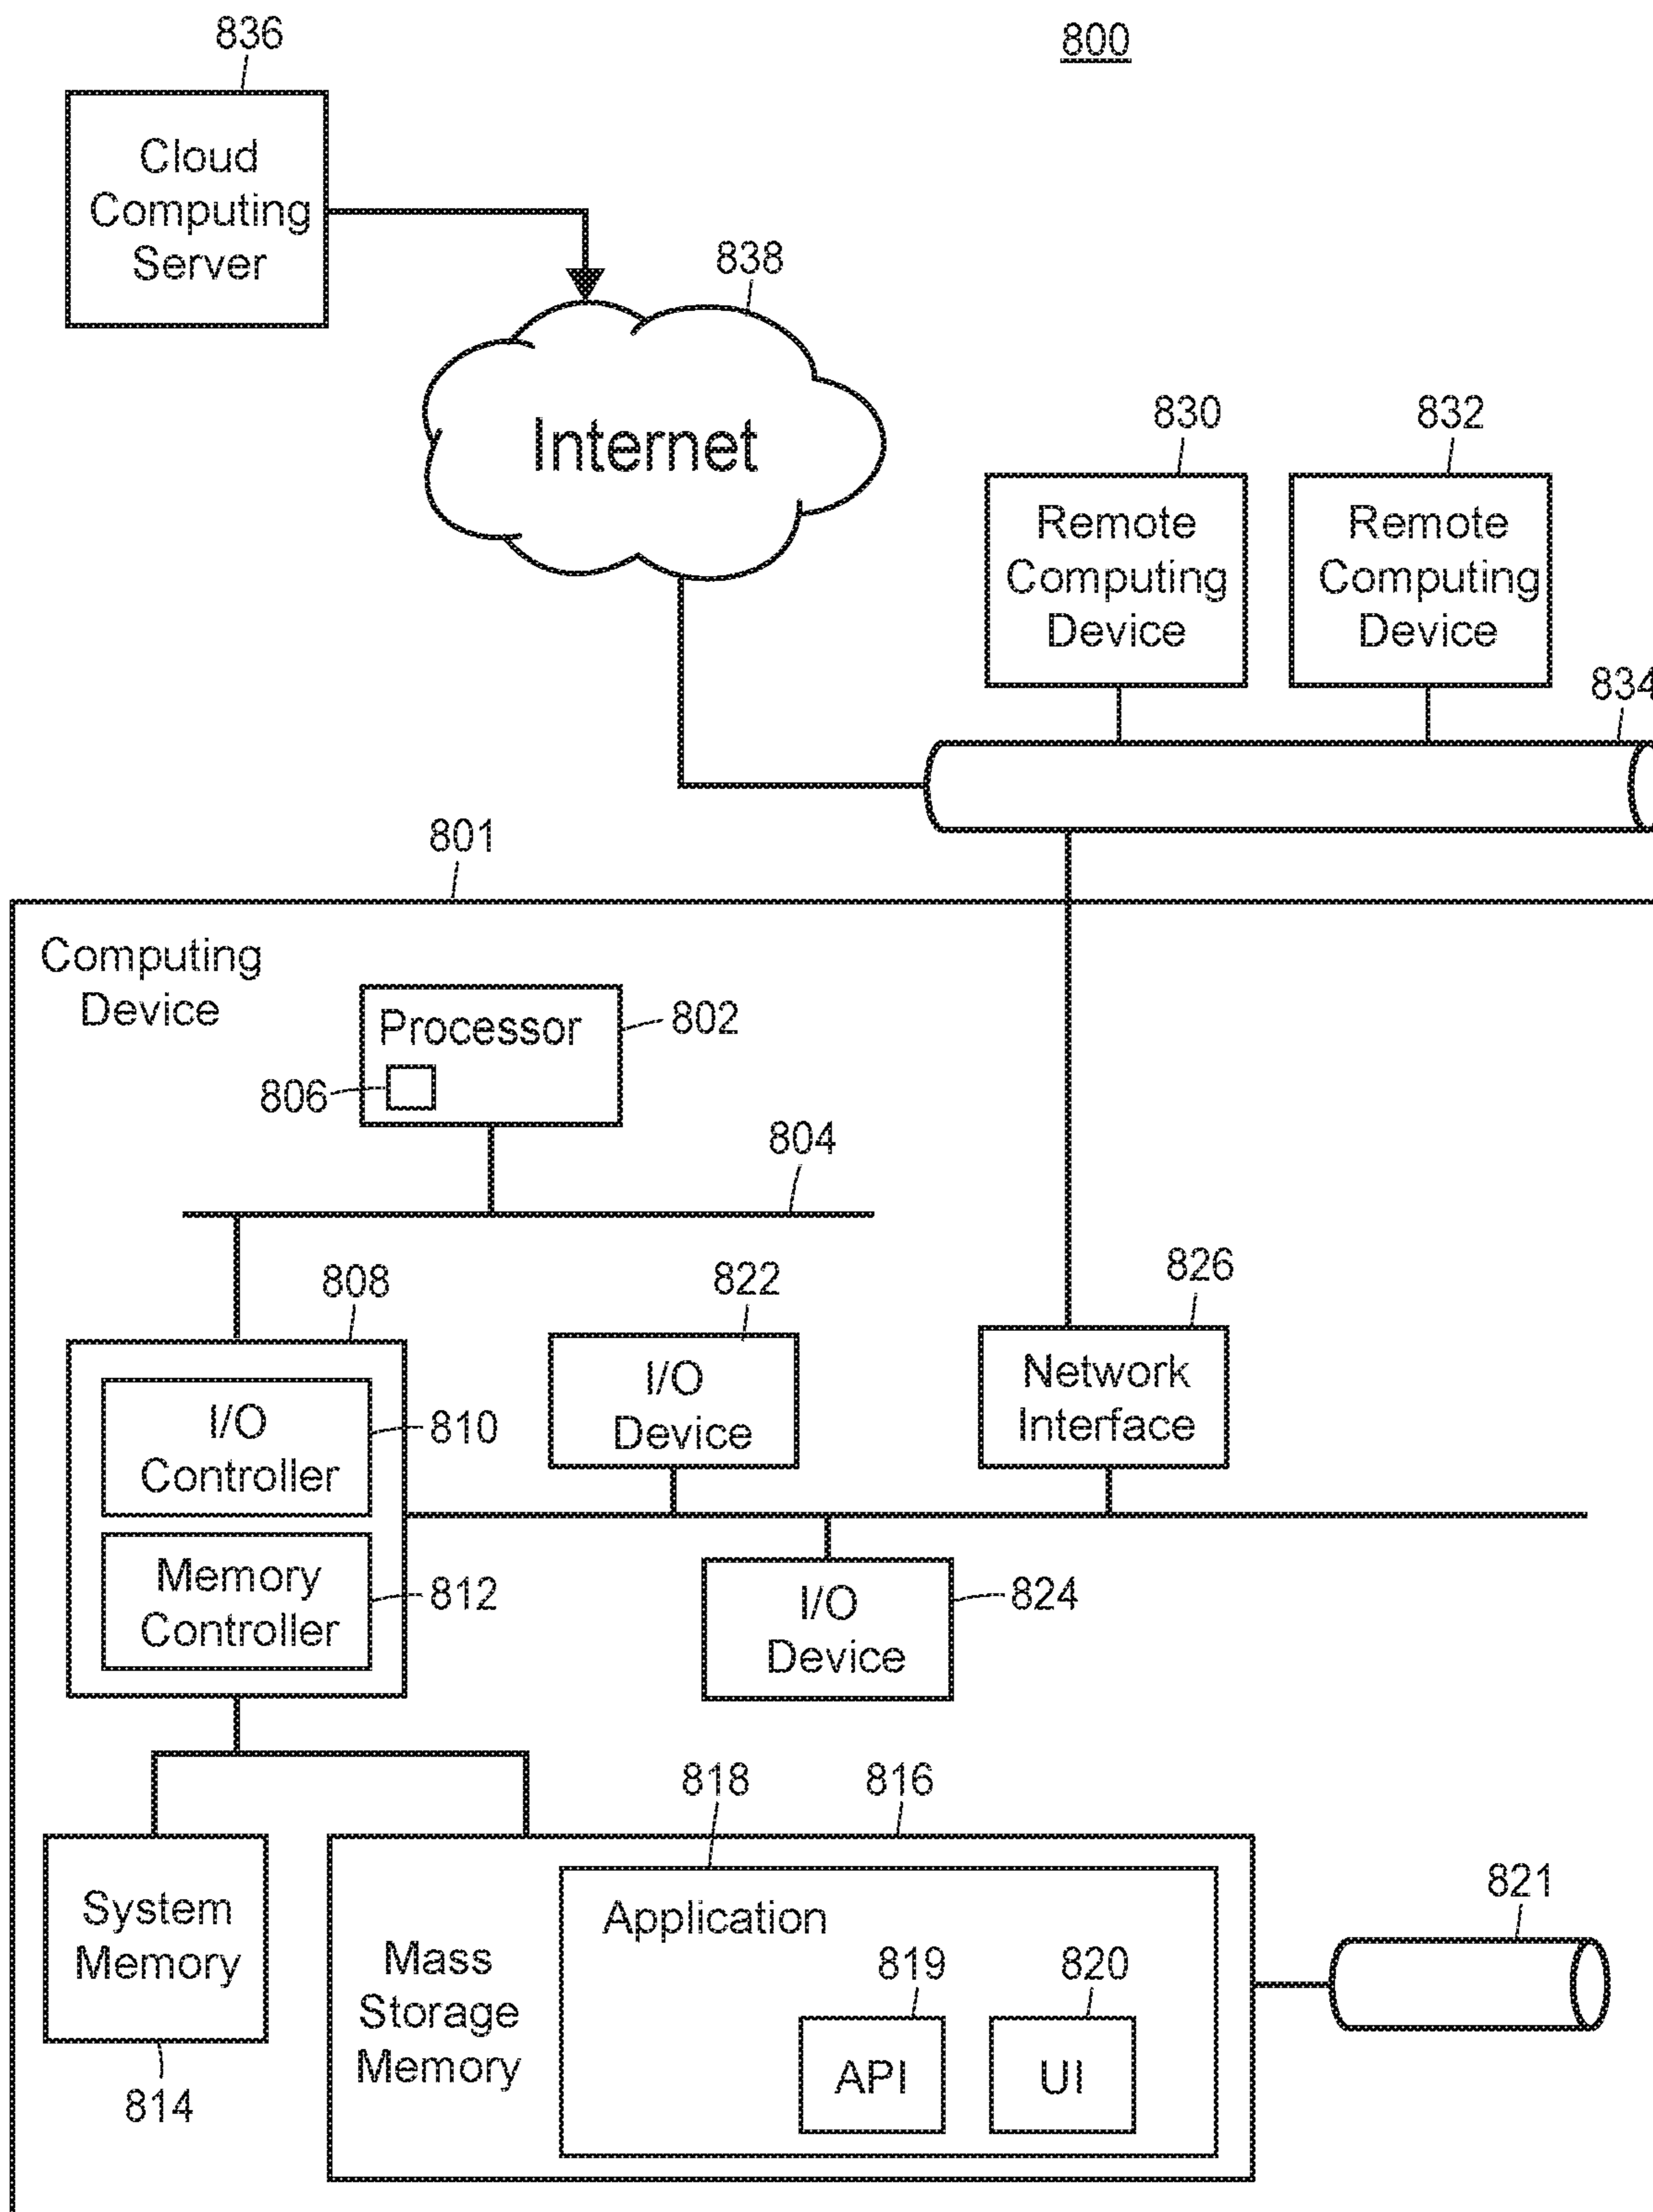 836
800
Cloud
Computing
Server
838
Internet
830
832
Remote
Computing
Device
Remote
Computing
Device
834
801
Computing
Device
Processor
802
806
804
808
822
826
I/O
Controller
810
I/O
Device
Network
Interface
Memory
Controller
812
I/O
Device
824
818
816
System
Memory
814
Mass
Storage
Memory
Application
819
820
API
UI
821